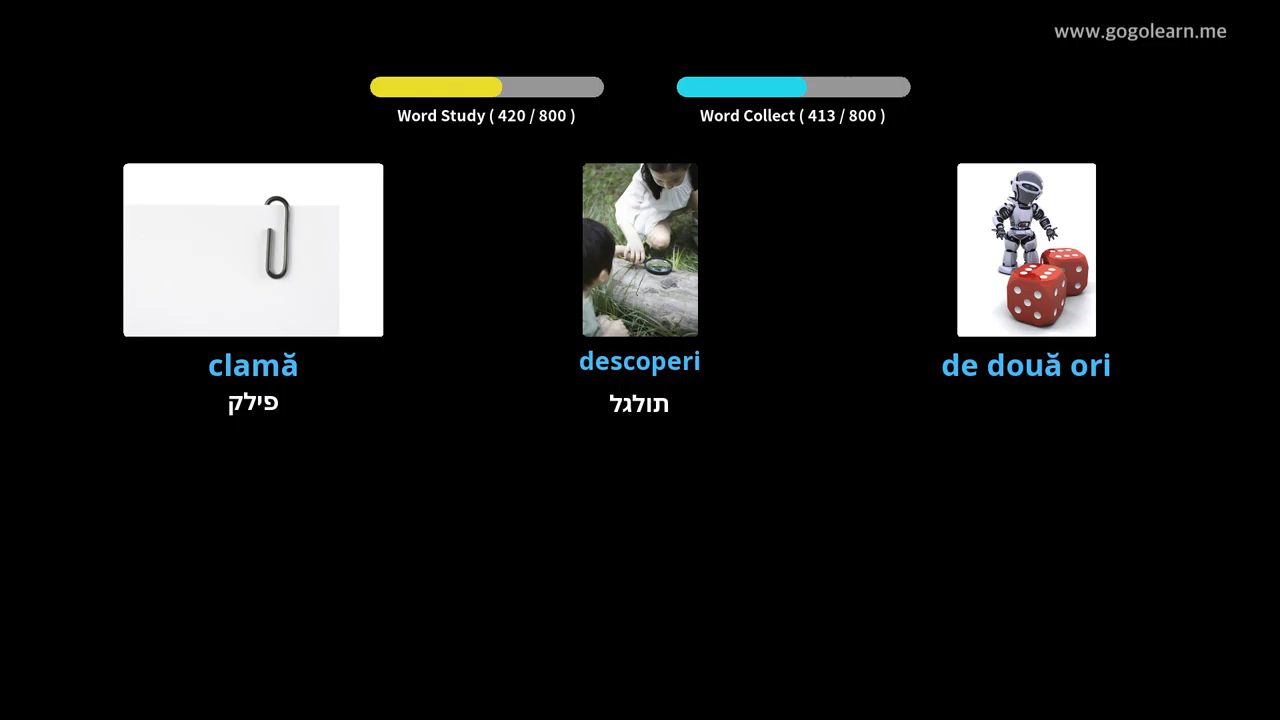 www.gogolearn.me
Word Study ( 420 / 800 )
Word Collect ( 413 / 800 )
clamă
פילק
descoperi
תולגל
de două ori